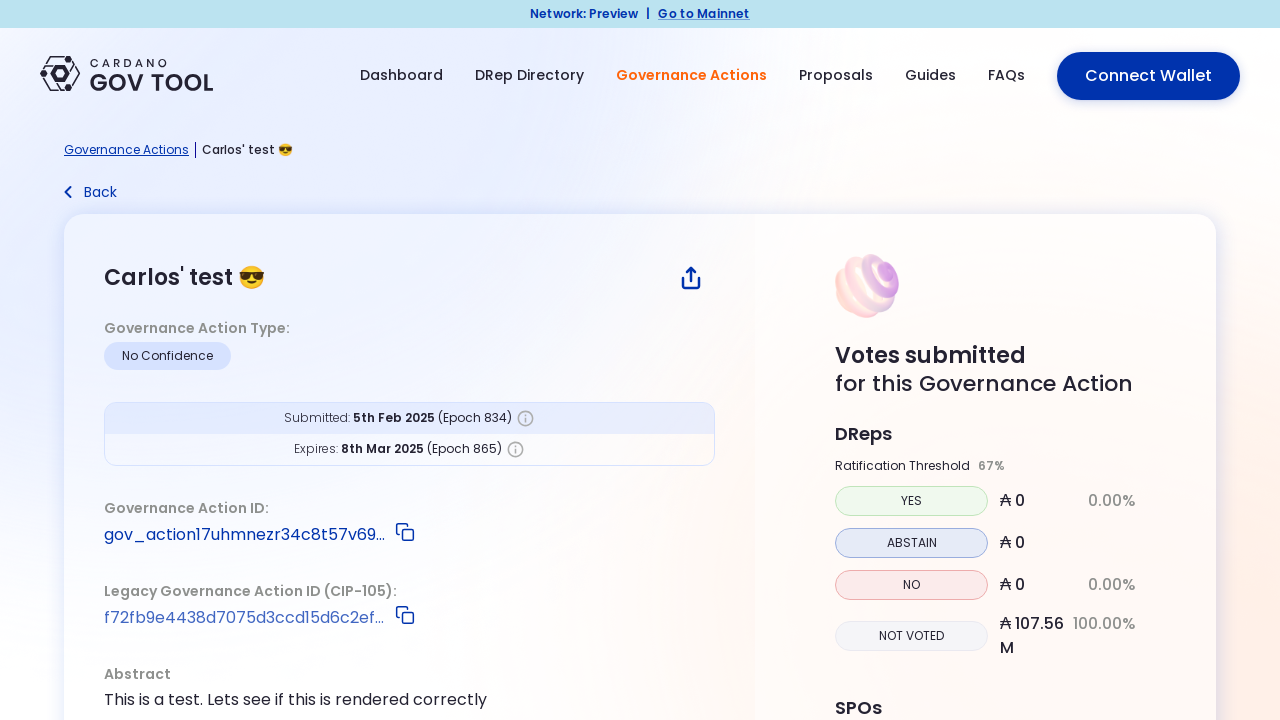 Network: Preview | Go to Mainnet
CARDANO
GOV TOOL
Dashboard
DRep Directory
Governance Actions
Proposals
Guides
FAQs
Connect Wallet
Governance Actions | Carlos' test 😎
Back
Carlos' test 😎
Governance Action Type:
No Confidence
Submitted: 5th Feb 2025 (Epoch 834)
Expires: 8th Mar 2025 (Epoch 865)
Governance Action ID:
gov_action17uhmnezr34c8t57v69...
Legacy Governance Action ID (CIP-105):
f72fb9e4438d7075d3ccd15d6c2ef...
Abstract
This is a test. Lets see if this is rendered correctly
Votes submitted
for this Governance Action
DReps
Ratification Threshold 67%
YES ₳ 0 0.00%
ABSTAIN ₳ 0
NO ₳ 0 0.00%
NOT VOTED ₳ 107.56 100.00%
M
SPOs